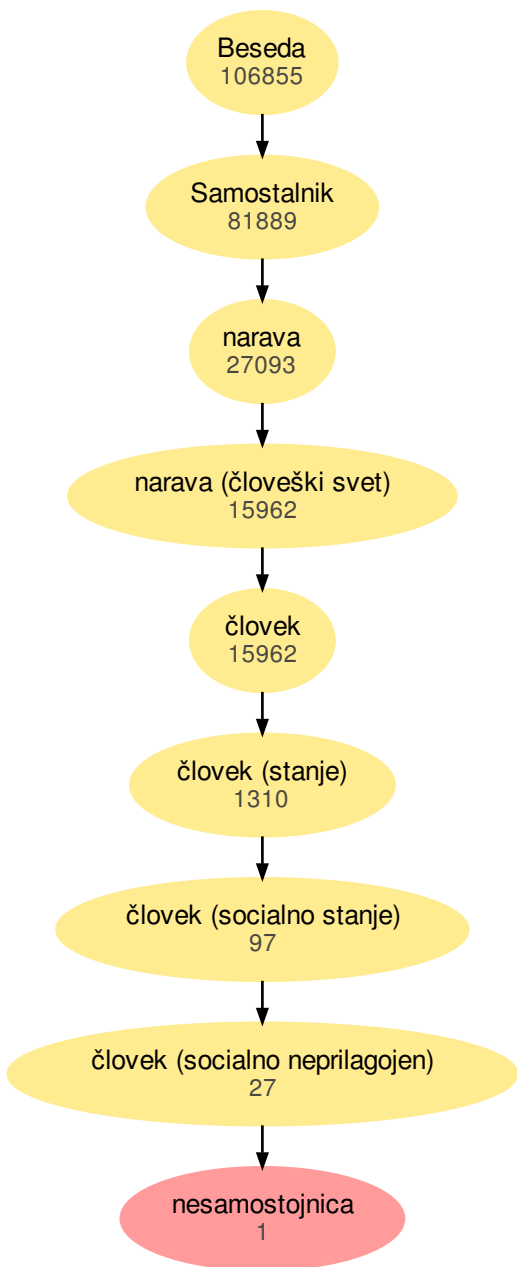 Beseda
106855
Samostalnik
81889
narava
27093
narava (človeški svet)
15962
človek
15962
človek (stanje)
1310
človek (socialno stanje)
97
človek (socialno neprilagojen)
27
nesamostojnica
1